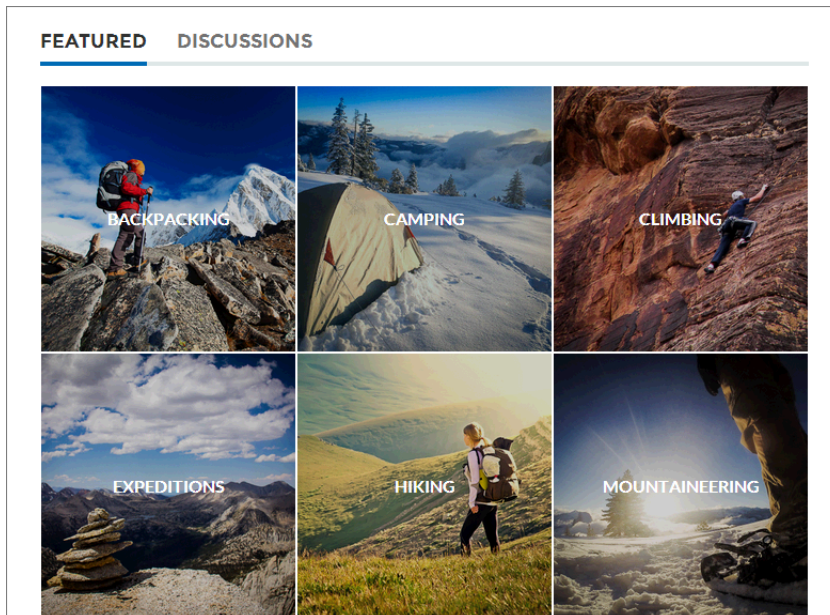 FEATURED DISCUSSIONS
BACKPACKING CAMPING CLIMBING
EXPEDITIONS HIKING MOUNTAINEERING